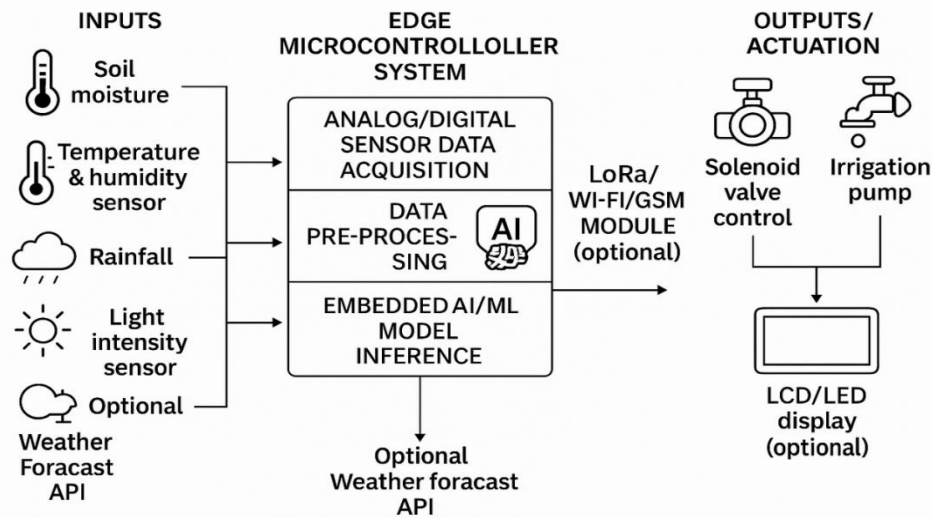 INPUTS
Soil
moisture
Temperature
& humidity
sensor
Rainfall
Light
intensity
sensor
Optional
Weather
Foracast
API
EDGE
MICROCONTROLLOLLER
SYSTEM
ANALOG/DIGITAL
SENSOR DATA
ACQUISITION
DATA
PRE-PROCES-
SING
AI
EMBEDDED AI/ML
MODEL
INFERENCE
Optional
Weather foracast
API
LoRa/
WI-FI/GSM
MODULE
(optional)
OUTPUTS/
ACTUATION
Solenoid
valve
control
Irrigation
pump
LCD/LED
display
(optional)